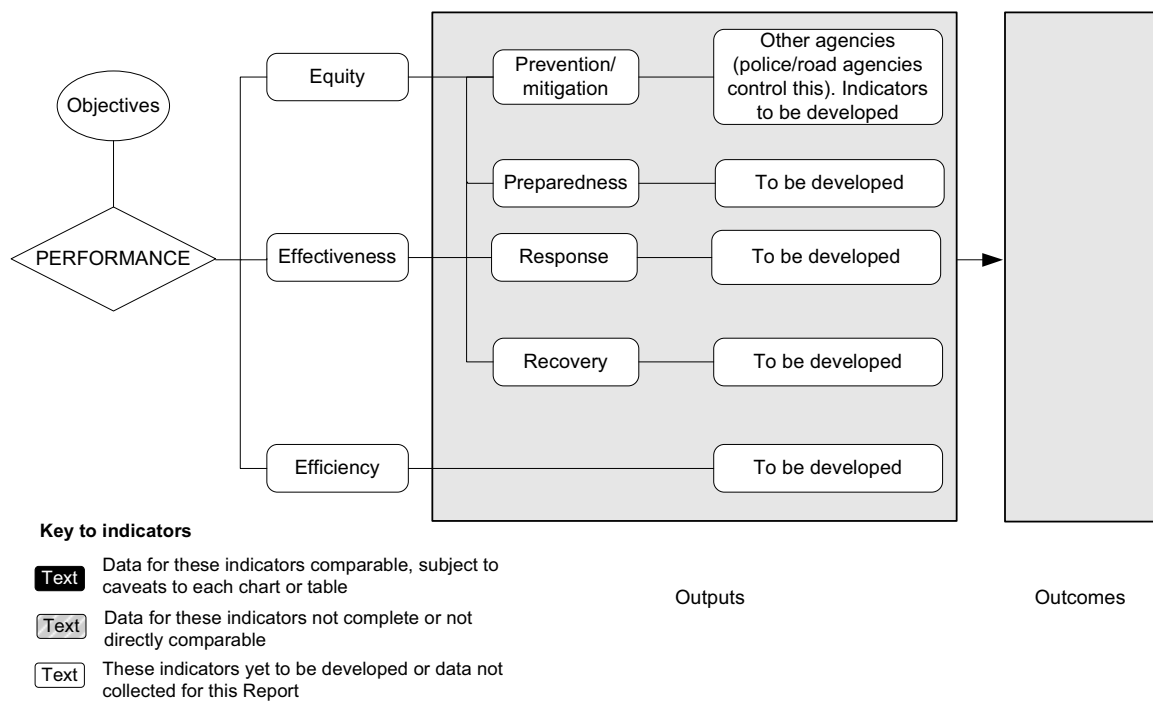 Objectives
PERFORMANCE
Equity
Effectiveness
Efficiency
Prevention/
mitigation
Preparedness
Response
Recovery
Other agencies
(police/road agencies
control this). Indicators
to be developed
To be developed
To be developed
To be developed
To be developed
Key to indicators
Text
Data for these indicators comparable, subject to
caveats to each chart or table
Text
Data for these indicators not complete or not
directly comparable
Text
These indicators yet to be developed or data not
collected for this Report
Outputs
Outcomes